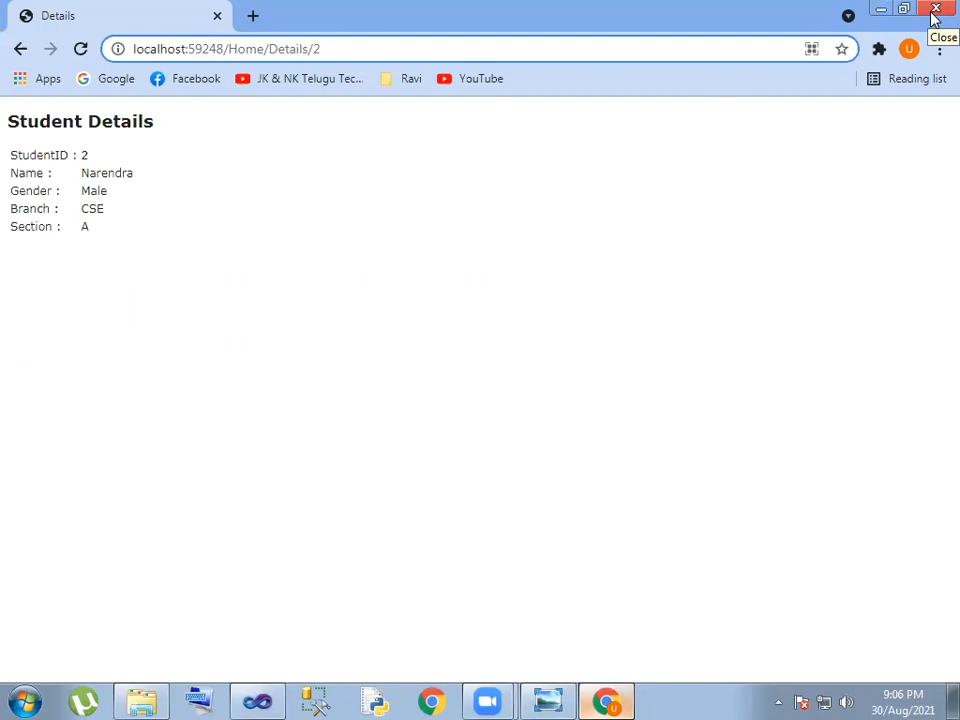 Details
localhost:59248/Home/Details/2
Close
U
Apps
Google
Facebook
JK & NK Telugu Tec...
Ravi
YouTube
Reading list
Student Details
StudentID : 2
Name : Narendra
Gender : Male
Branch : CSE
Section : A
9:06 PM
30/Aug/2021